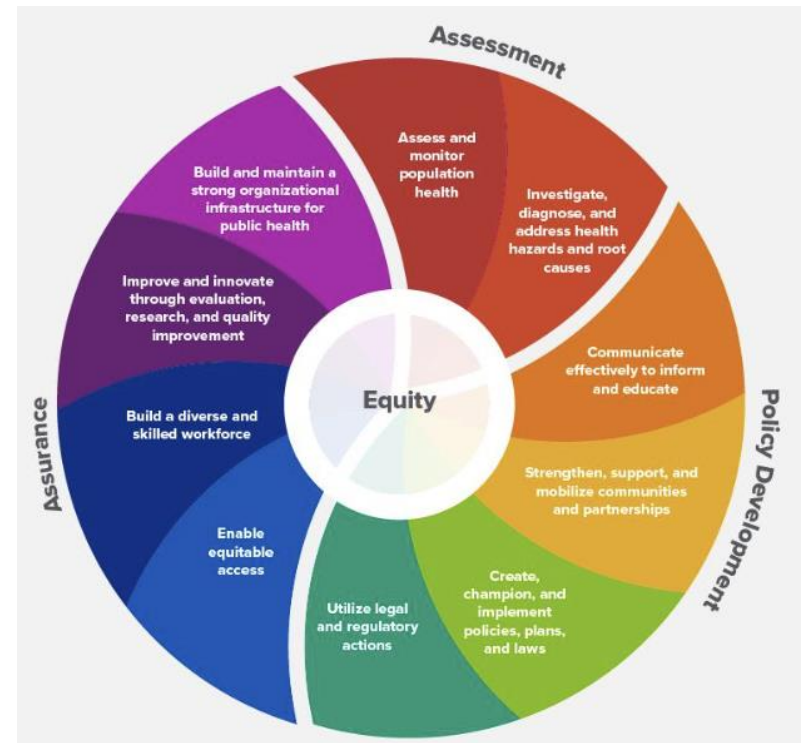 Assessment
Assess and
monitor
population
health
Investigate,
diagnose, and
address health
hazards and root
causes
Policy Development
Communicate
effectively to inform
and educate
Strengthen, support, and
mobilize communities
and partnerships
Create,
champion, and
implement
policies, plans,
and laws
Utilize legal
and regulatory
actions
Assurance
Enable
equitable
access
Build a diverse and
skilled workforce
Improve and innovate
through evaluation,
research, and quality
improvement
Build and maintain a
strong organizational
infrastructure for
public health
Equity